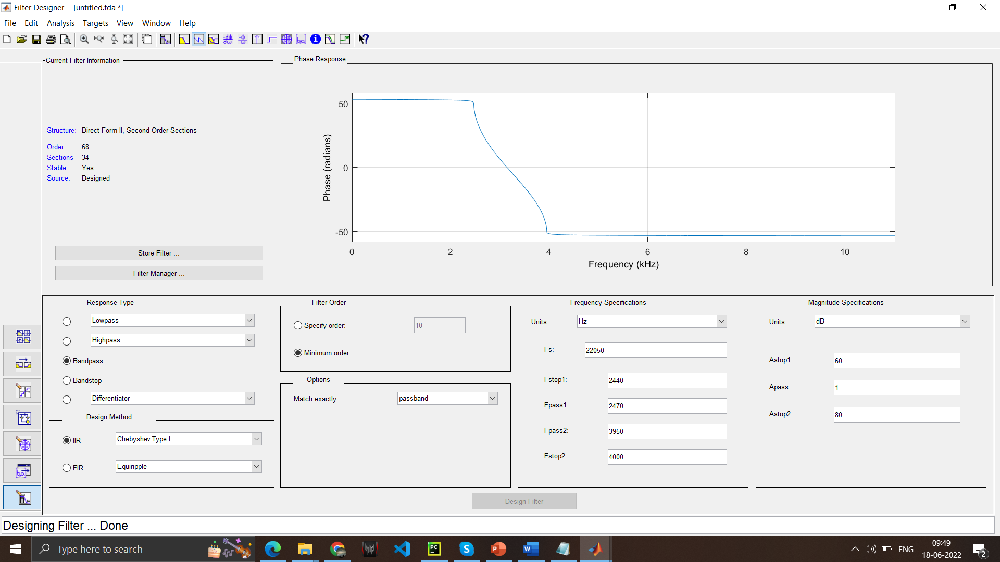 Filter Designer -  [untitled.fda *]
File Edit Analysis Targets View Window Help
Current Filter Information
Structure: Direct-Form II, Second-Order Sections
Order: 68
Sections 34
Stable: Yes
Source: Designed
Store Filter ...
Filter Manager ...
Phase Response
50
0
-50
Phase (radians)
0 2 4 6 8 10
Frequency (kHz)
Response Type
Lowpass
Highpass
Bandpass
Bandstop
Differentiator
Design Method
IIR Chebyshev Type I
FIR Equiripple
Filter Order
Specify order: 10
Minimum order
Options
Match exactly: passband
Frequency Specifications
Units: Hz
Fs: 22050
Fstop1: 2440
Fpass1: 2470
Fpass2: 3950
Fstop2: 4000
Magnitude Specifications
Units: dB
Astop1: 60
Apass: 1
Astop2: 80
Design Filter
Designing Filter ... Done
Type here to search
ENG
09:49
18-06-2022
2